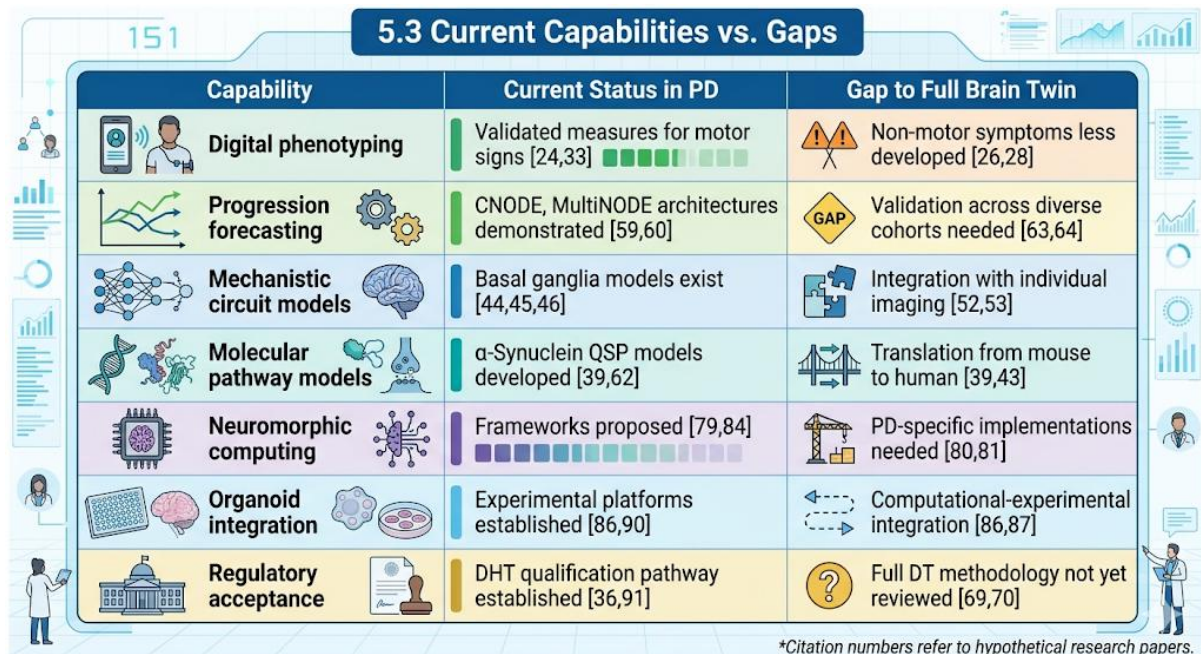 151
5.3 Current Capabilities vs. Gaps
Capability
Current Status in PD
Gap to Full Brain Twin
Digital phenotyping
Validated measures for motor
signs [24,33]
Non-motor symptoms less
developed [26,28]
Progression
forecasting
CNODE, MultiNODE architectures
demonstrated [59,60]
GAP
Validation across diverse
cohorts needed [63,64]
Mechanistic
circuit models
Basal ganglia models exist
[44,45,46]
Integration with individual
imaging [52,53]
Molecular
pathway models
α-Synuclein QSP models
developed [39,62]
Translation from mouse
to human [39,43]
Neuromorphic
computing
Frameworks proposed [79,84]
PD-specific implementations
needed [80,81]
Organoid
integration
Experimental platforms
established [86,90]
Computational-experimental
integration [86,87]
Regulatory
acceptance
DHT qualification pathway
established [36,91]
?
Full DT methodology not yet
reviewed [69,70]
*Citation numbers refer to hypothetical research papers.